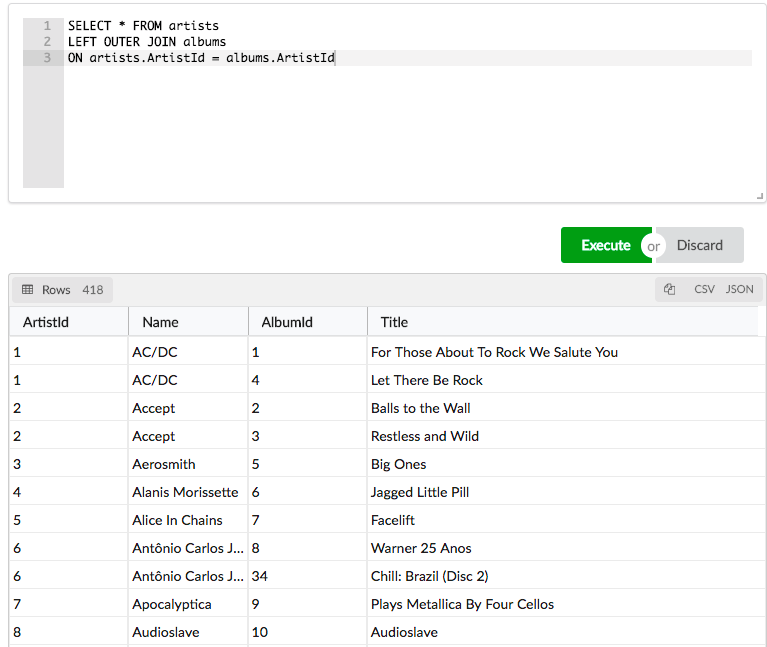 1 SELECT * FROM artists
2 LEFT OUTER JOIN albums
3 ON artists.ArtistId = albums.ArtistId
Execute or Discard
Rows 418 CSV JSON
ArtistId Name AlbumId Title
1 AC/DC 1 For Those About To Rock We Salute You
1 AC/DC 4 Let There Be Rock
2 Accept 2 Balls to the Wall
2 Accept 3 Restless and Wild
3 Aerosmith 5 Big Ones
4 Alanis Morissette 6 Jagged Little Pill
5 Alice In Chains 7 Facelift
6 Antônio Carlos J... 8 Warner 25 Anos
6 Antônio Carlos J... 34 Chill: Brazil (Disc 2)
7 Apocalyptica 9 Plays Metallica By Four Cellos
8 Audioslave 10 Audioslave